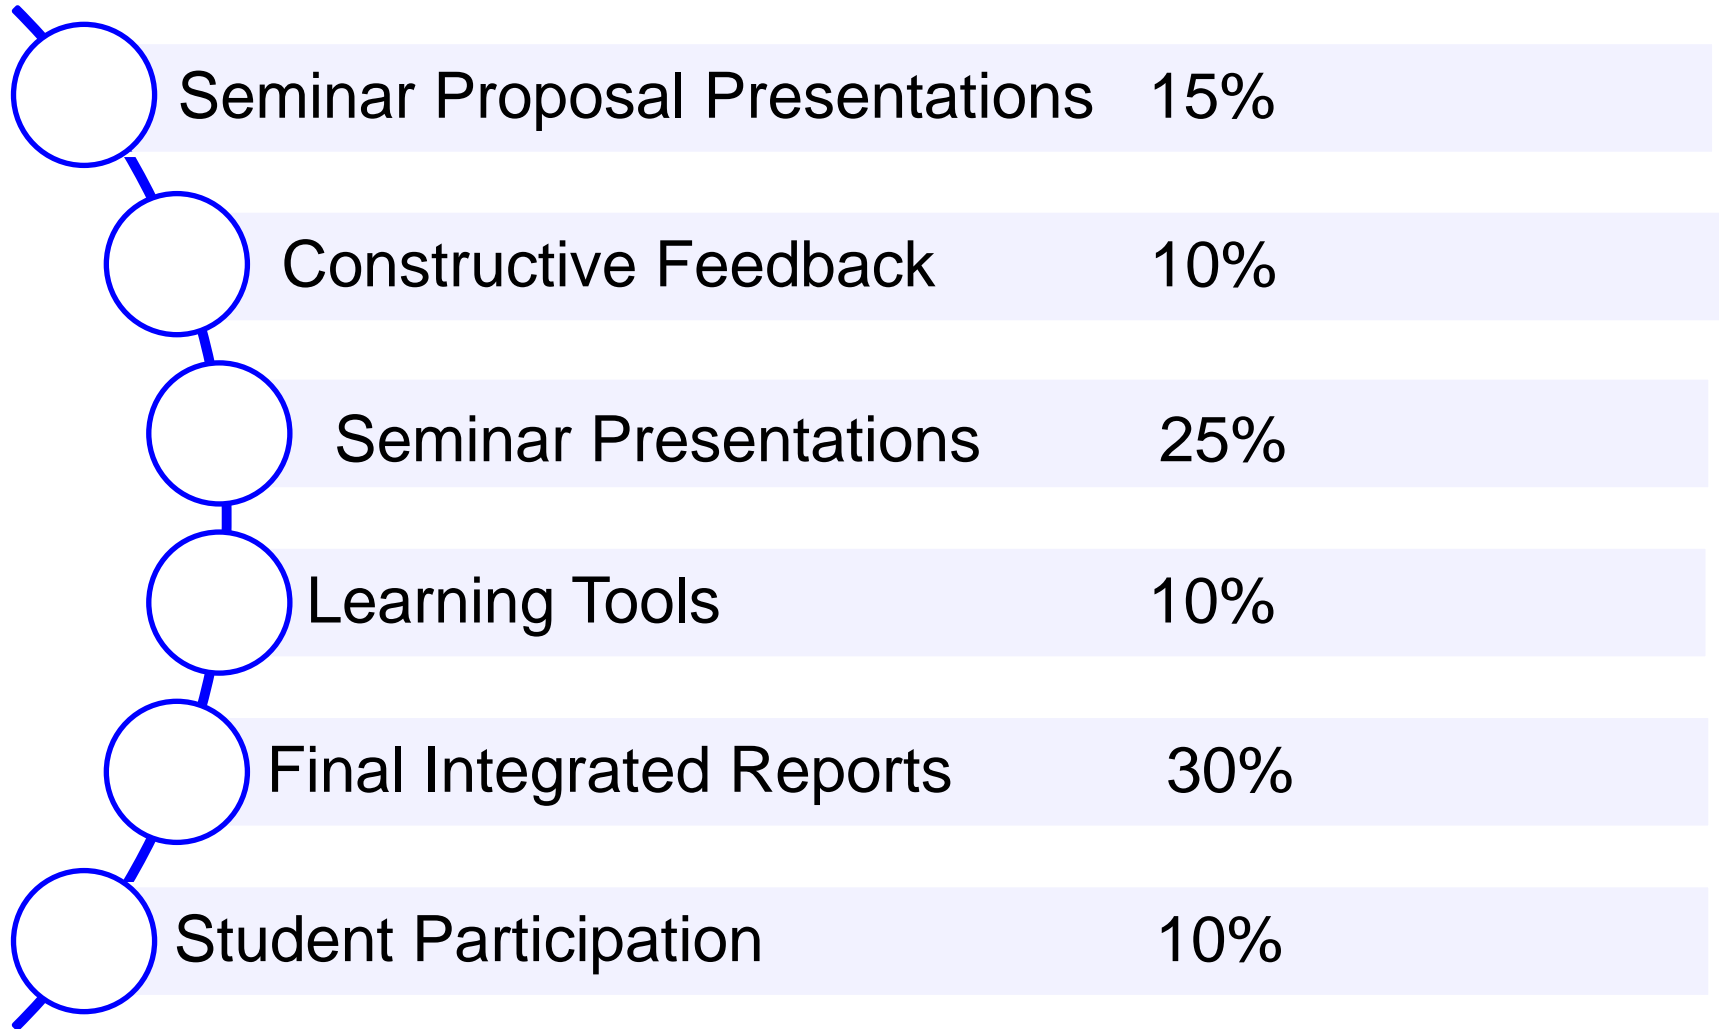 Seminar Proposal Presentations 15%
Constructive Feedback 10%
Seminar Presentations 25%
Learning Tools 10%
Final Integrated Reports 30%
Student Participation 10%